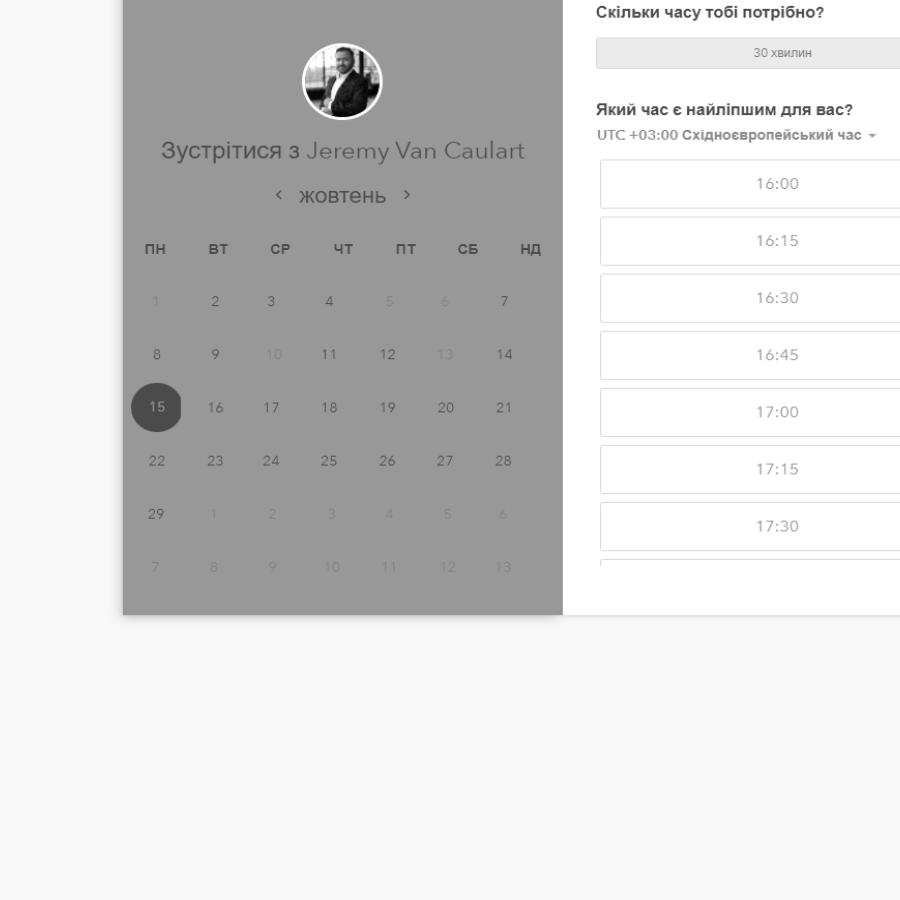 Зустрітися з Jeremy Van Caulart
жовтень
ПН ВТ СР ЧТ ПТ СБ НД
1 2 3 4 5 6 7
8 9 10 11 12 13 14
15 16 17 18 19 20 21
22 23 24 25 26 27 28
29 1 2 3 4 5 6
7 8 9 10 11 12 13
Скільки часу тобі потрібно?
30 хвилин
Який час є найліпшим для вас?
UTC +03:00 Східноєвропейський час
16:00
16:15
16:30
16:45
17:00
17:15
17:30